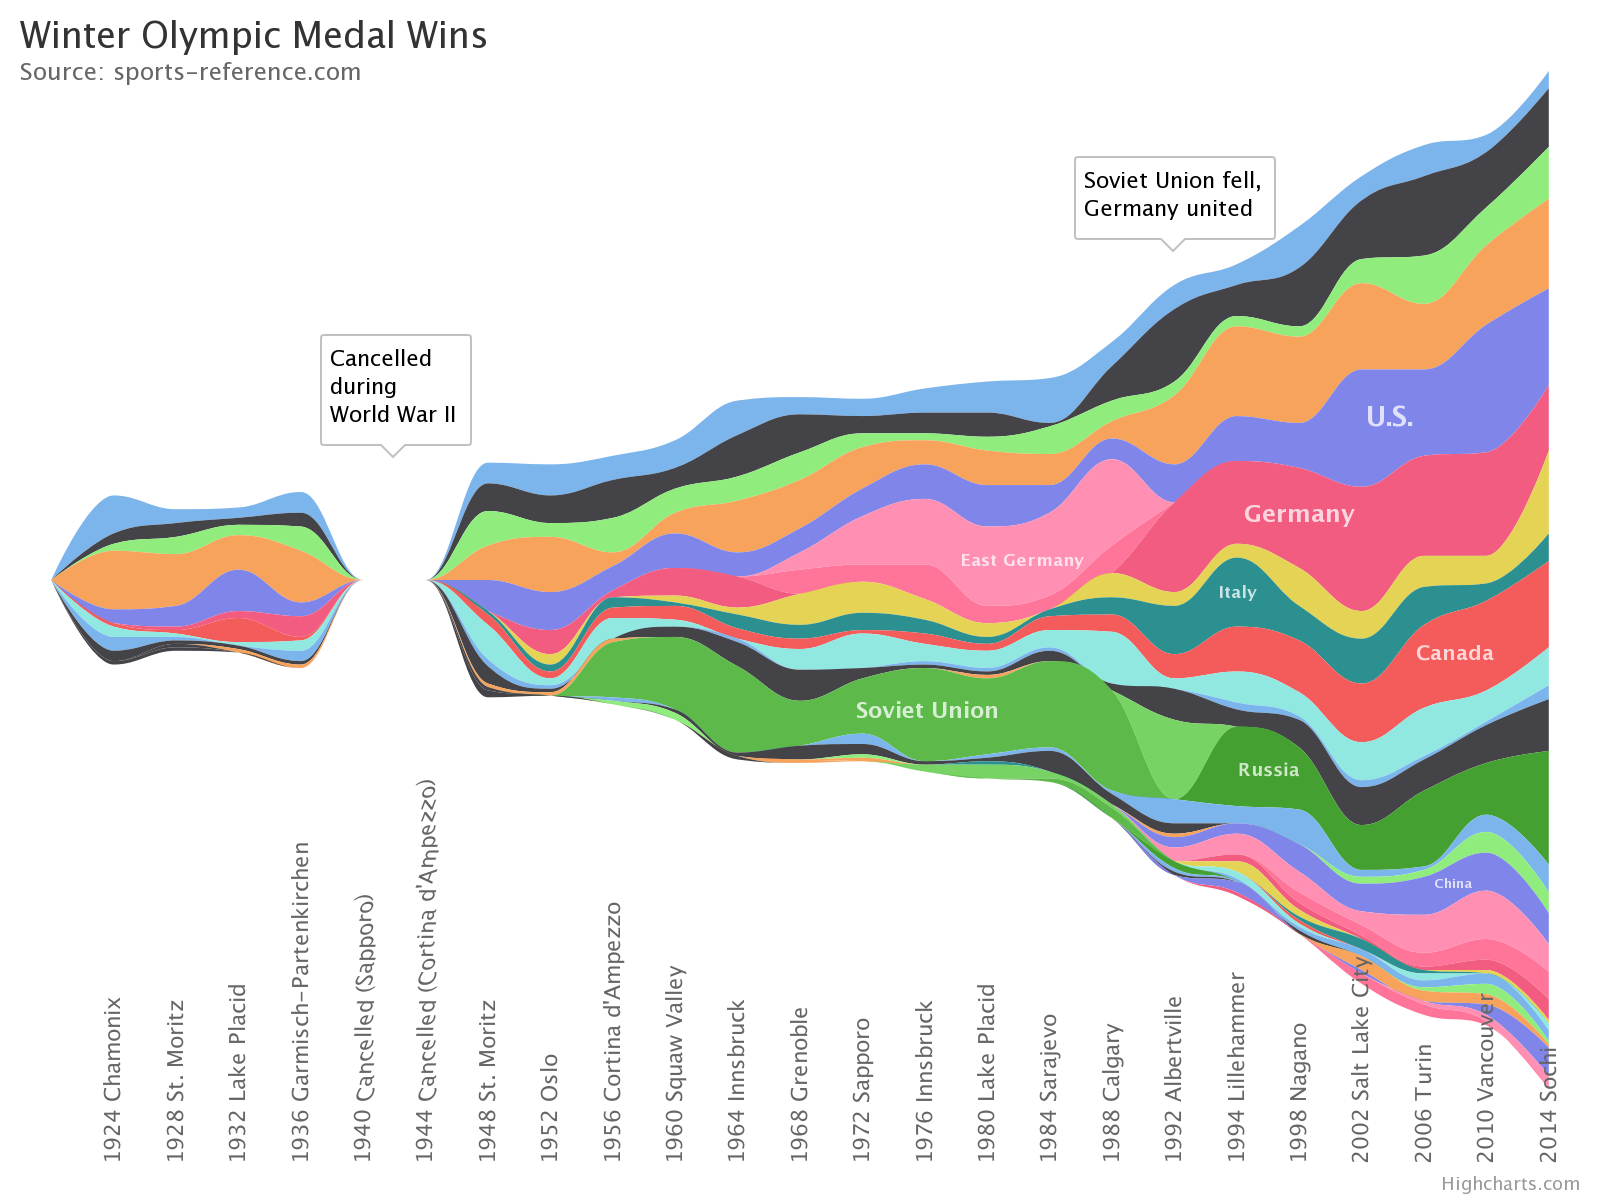 Winter Olympic Medal Wins
Source: sports-reference.com
Soviet Union fell,
Germany united
Cancelled
during
World War II
U.S.
Germany
East Germany
Italy
Canada
Soviet Union
Russia
China
1924 Chamonix
1928 St. Moritz
1932 Lake Placid
1936 Garmisch-Partenkirchen
1940 Cancelled (Sapporo)
1944 Cancelled (Cortina d'Ampezzo)
1948 St. Moritz
1952 Oslo
1956 Cortina d'Ampezzo
1960 Squaw Valley
1964 Innsbruck
1968 Grenoble
1972 Sapporo
1976 Innsbruck
1980 Lake Placid
1984 Sarajevo
1988 Calgary
1992 Albertville
1994 Lillehammer
1998 Nagano
2002 Salt Lake City
2006 Turin
2010 Vancouver
2014 Sochi
Highcharts.com